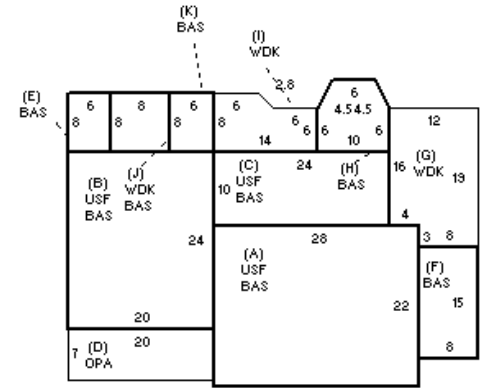 (K)
BAS
(I)
WDK
2.8
(E)
BAS
6
8
6
6
6
8
8
8
8
6
6
4.5 4.5
6
6
14
10
12
(B)
USF
BAS
(J)
WDK
BAS
(C)
USF
BAS
24
(H)
BAS
16
(G)
WDK
19
10
4
24
28
3
8
(A)
USF
BAS
(F)
BAS
22
15
20
20
8
7
(D)
OPA